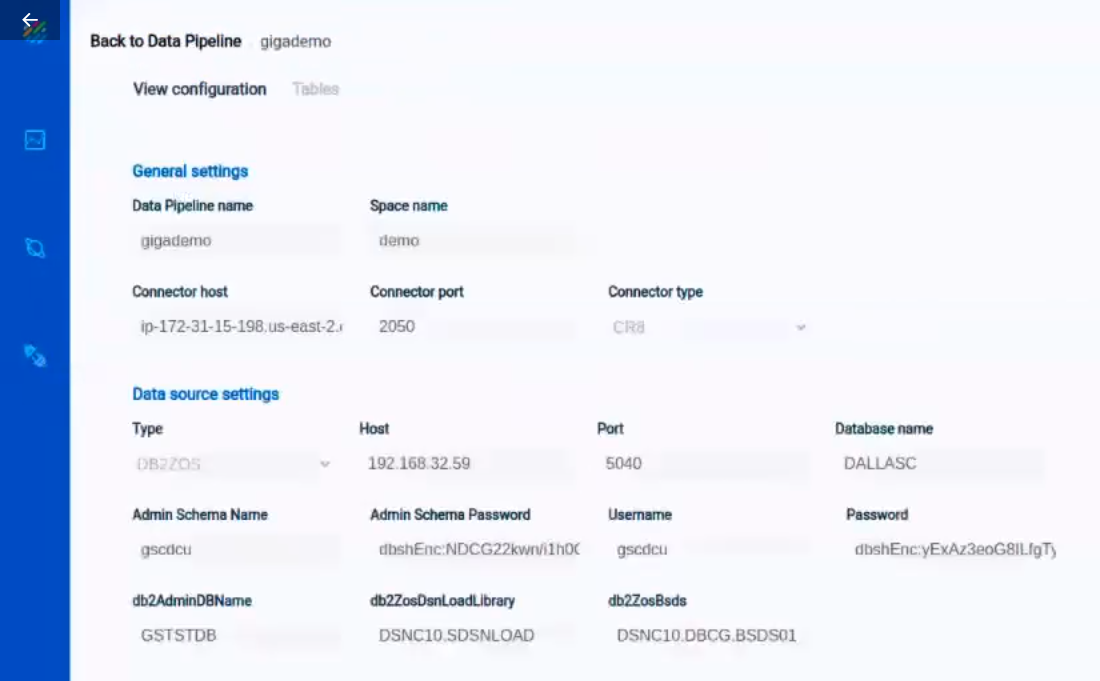 Back to Data Pipeline gigademo
View configuration Tables
General settings
Data Pipeline name Space name
gigademo demo
Connector host Connector port Connector type
ip-172-31-15-198.us-east-2. 2050 CR8
Data source settings
Type Host Port Database name
DB2ZOS 192.168.32.59 5040 DALLASC
Admin Schema Name Admin Schema Password Username Password
gscdcu dbshEnc:NDCG22kwn/i1h0 gscdcu dbshEnc:yExAz3eoG8ILfgT
db2AdminDBName db2ZosDsnLoadLibrary db2ZosBsds
GSTSTDB DSNC10.SDSNLOAD DSNC10.DBCG.BSDS01